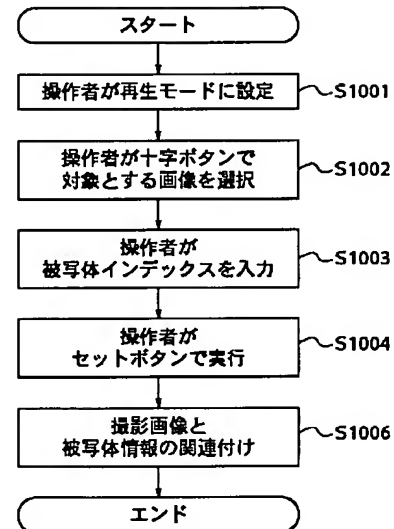 スタート
操作者が再生モードに設定 S1001
操作者が十字ボタンで
対象とする画像を選択 S1002
操作者が
被写体インデックスを入力 S1003
操作者が
セットボタンで実行 S1004
撮影画像と
被写体情報の関連付け S1006
エンド